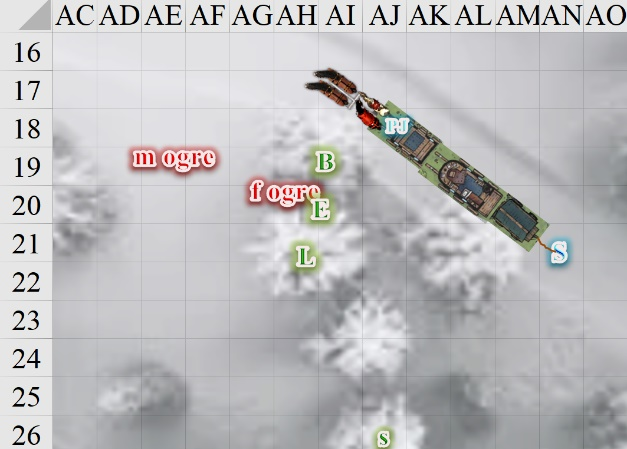 AC AD AE AF AG AH AI AJ AK AL AM AN AO
16
17
18 PJ
19 m ogre B
f ogre
20 E
21 L S
22
23
24
25
26 s